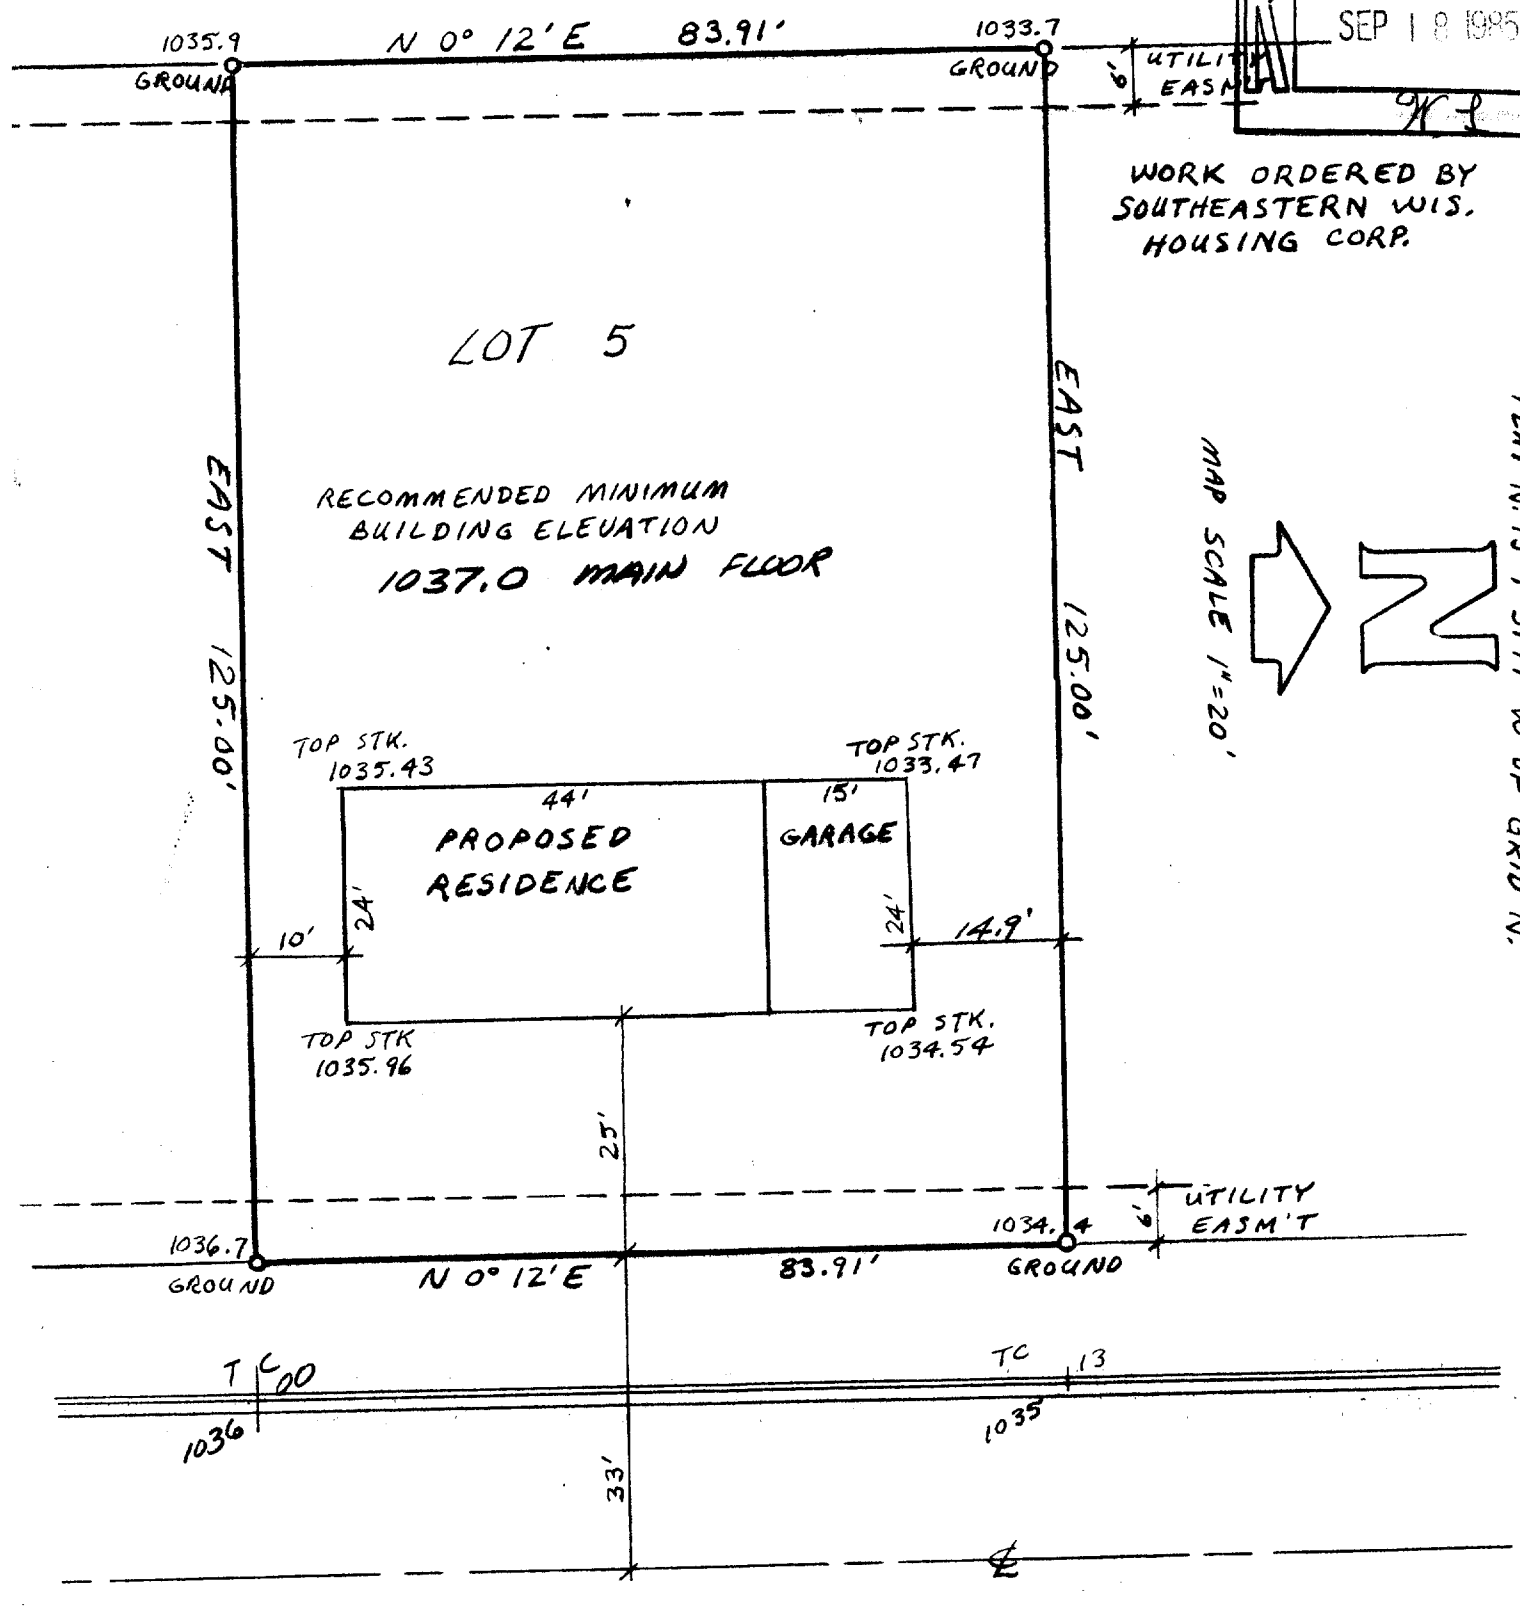 1035.9
N 0° 12' E 83.91'
1033.7
SEP 18 1985
GROUND
GROUND
6'
UTILITY
EASM
WORK ORDERED BY
SOUTHEASTERN WIS.
HOUSING CORP.
LOT 5
EAST 125.00'
EAST 125.00'
RECOMMENDED MINIMUM
BUILDING ELEVATION
1037.0 MAIN FLOOR
MAP SCALE 1"=20'
N
TOP STK.
1035.43
TOP STK.
1033.47
44'
15'
PROPOSED
RESIDENCE
GARAGE
24'
24'
10'
14.9'
TOP STK
1035.96
TOP STK.
1034.54
25'
UTILITY
EASM'T
6'
1036.7
1034.4
GROUND
N 0° 12' E
83.91'
GROUND
TC 00
1036
TC 13
1035
33'
℄